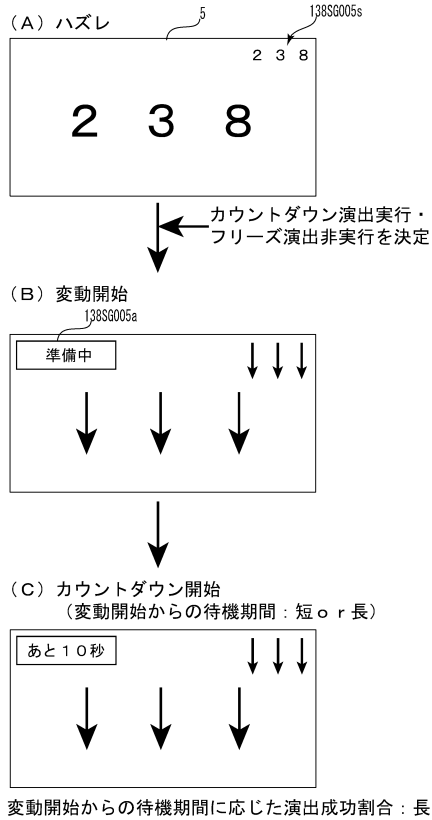 (A) ハズレ
5
138SG005s
2 3 8
2 3 8
カウントダウン演出実行・
フリーズ演出非実行を決定
(B) 変動開始
138SG005a
準備中
(C) カウントダウン開始
(変動開始からの待機期間:短or長)
あと10秒
変動開始からの待機期間に応じた演出成功割合:長